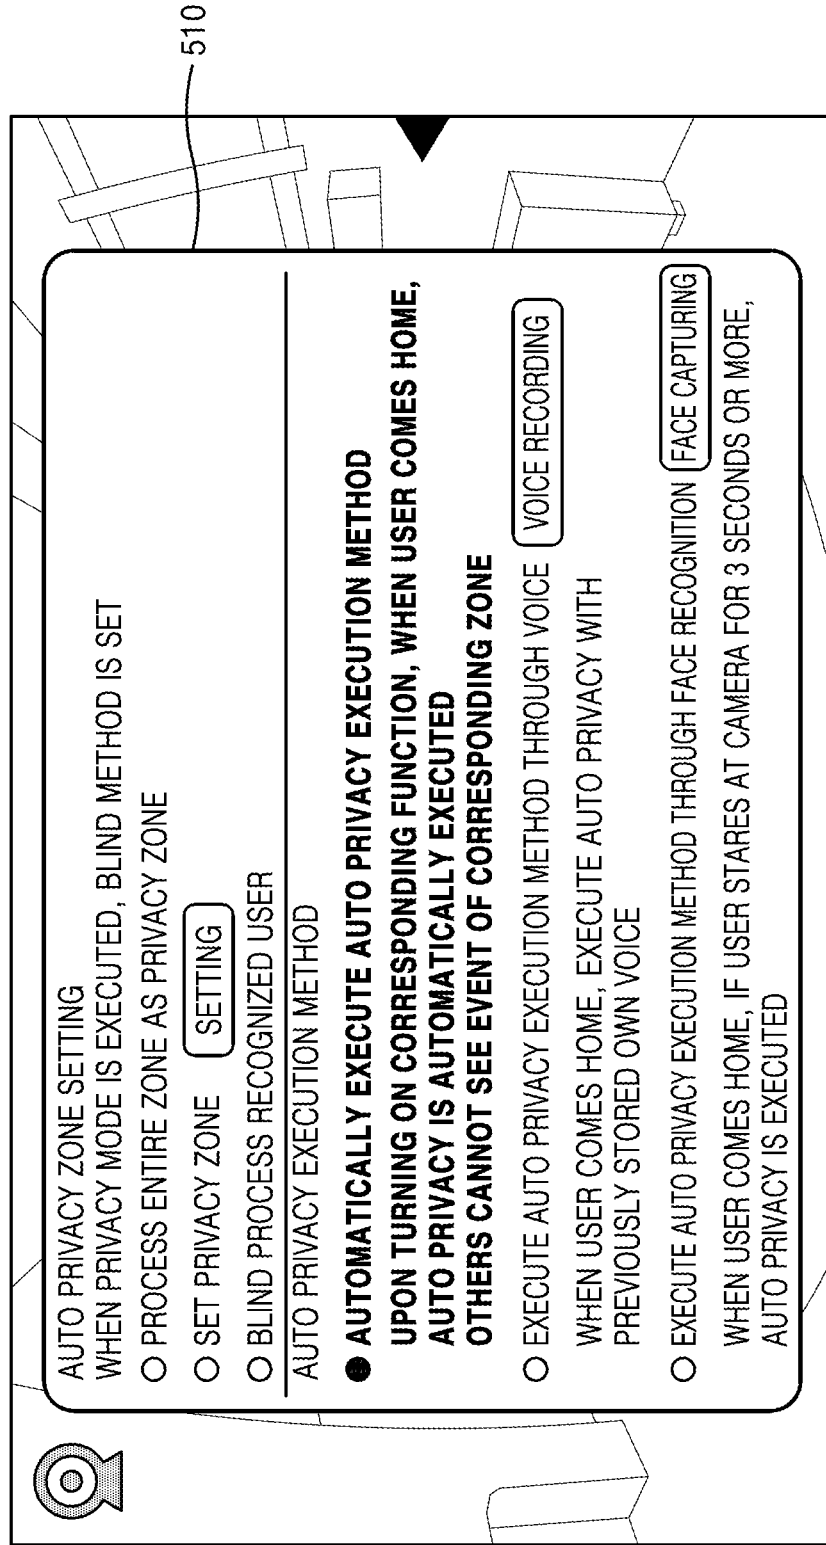 510
AUTO PRIVACY ZONE SETTING
WHEN PRIVACY MODE IS EXECUTED, BLIND METHOD IS SET
PROCESS ENTIRE ZONE AS PRIVACY ZONE
SET PRIVACY ZONE SETTING
BLIND PROCESS RECOGNIZED USER
AUTO PRIVACY EXECUTION METHOD
AUTOMATICALLY EXECUTE AUTO PRIVACY EXECUTION METHOD
UPON TURNING ON CORRESPONDING FUNCTION, WHEN USER COMES HOME,
AUTO PRIVACY IS AUTOMATICALLY EXECUTED
OTHERS CANNOT SEE EVENT OF CORRESPONDING ZONE
EXECUTE AUTO PRIVACY EXECUTION METHOD THROUGH VOICE VOICE RECORDING
WHEN USER COMES HOME, EXECUTE AUTO PRIVACY WITH
PREVIOUSLY STORED OWN VOICE
EXECUTE AUTO PRIVACY EXECUTION METHOD THROUGH FACE RECOGNITION FACE CAPTURING
WHEN USER COMES HOME, IF USER STARES AT CAMERA FOR 3 SECONDS OR MORE,
AUTO PRIVACY IS EXECUTED